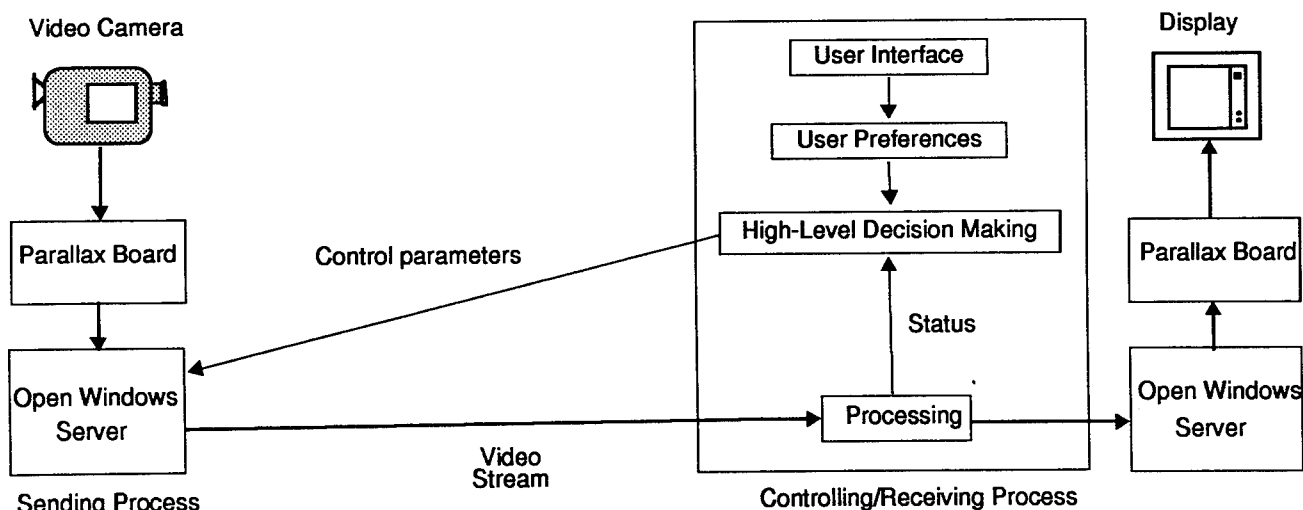 Video Camera
Display
User Interface
User Preferences
High-Level Decision Making
Parallax Board
Control parameters
Parallax Board
Status
Open Windows
Server
Processing
Open Windows
Server
Video
Stream
Sending Process
Controlling/Receiving Process